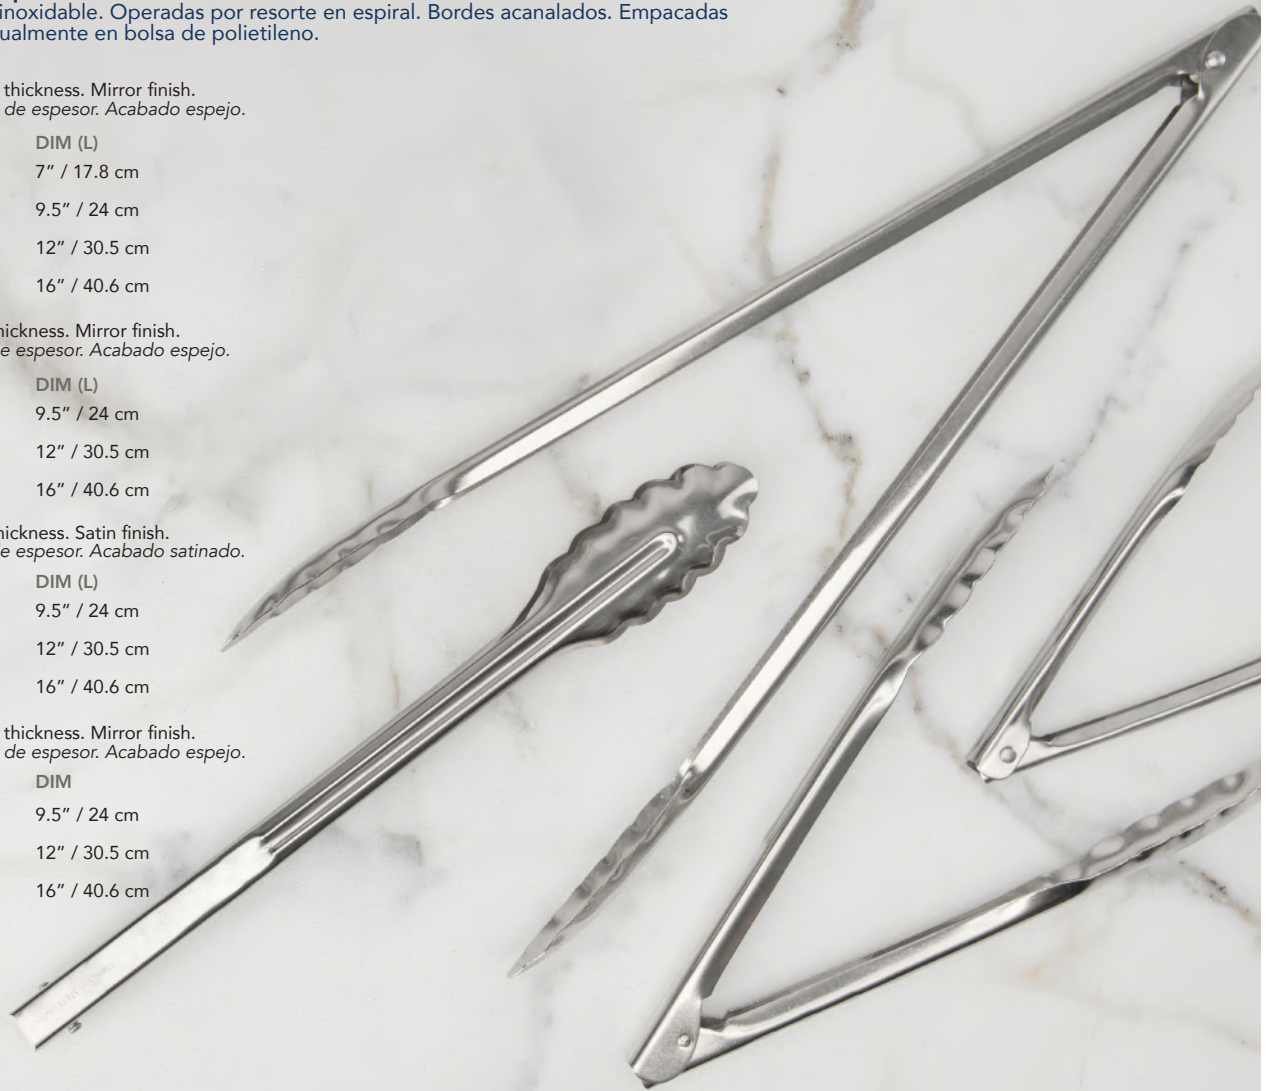 inoxidable. Operadas por resorte en espiral. Bordes acanalados. Empacadas
ualmente en bolsa de polietileno.
thickness. Mirror finish.
de espesor. Acabado espejo.
DIM (L)
7” / 17.8 cm
9.5” / 24 cm
12” / 30.5 cm
16” / 40.6 cm
hickness. Mirror finish.
e espesor. Acabado espejo.
DIM (L)
9.5” / 24 cm
12” / 30.5 cm
16” / 40.6 cm
hickness. Satin finish.
e espesor. Acabado satinado.
DIM (L)
9.5” / 24 cm
12” / 30.5 cm
16” / 40.6 cm
thickness. Mirror finish.
de espesor. Acabado espejo.
DIM
9.5” / 24 cm
12” / 30.5 cm
16” / 40.6 cm